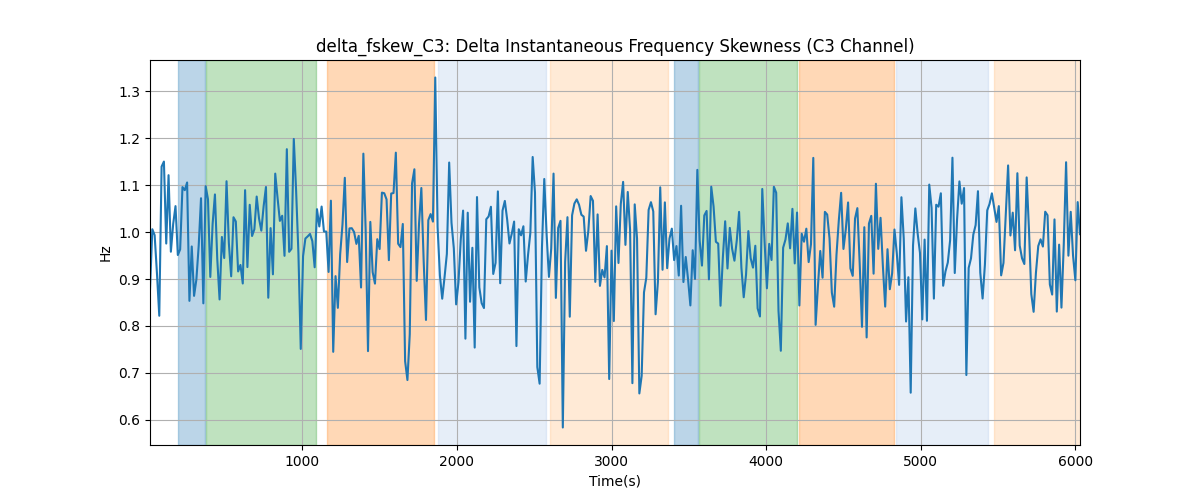 delta_fskew_C3: Delta Instantaneous Frequency Skewness (C3 Channel)
1.3
1.2
1.1
1.0
0.9
0.8
0.7
0.6
Hz
1000 2000 3000 4000 5000 6000
Time(s)